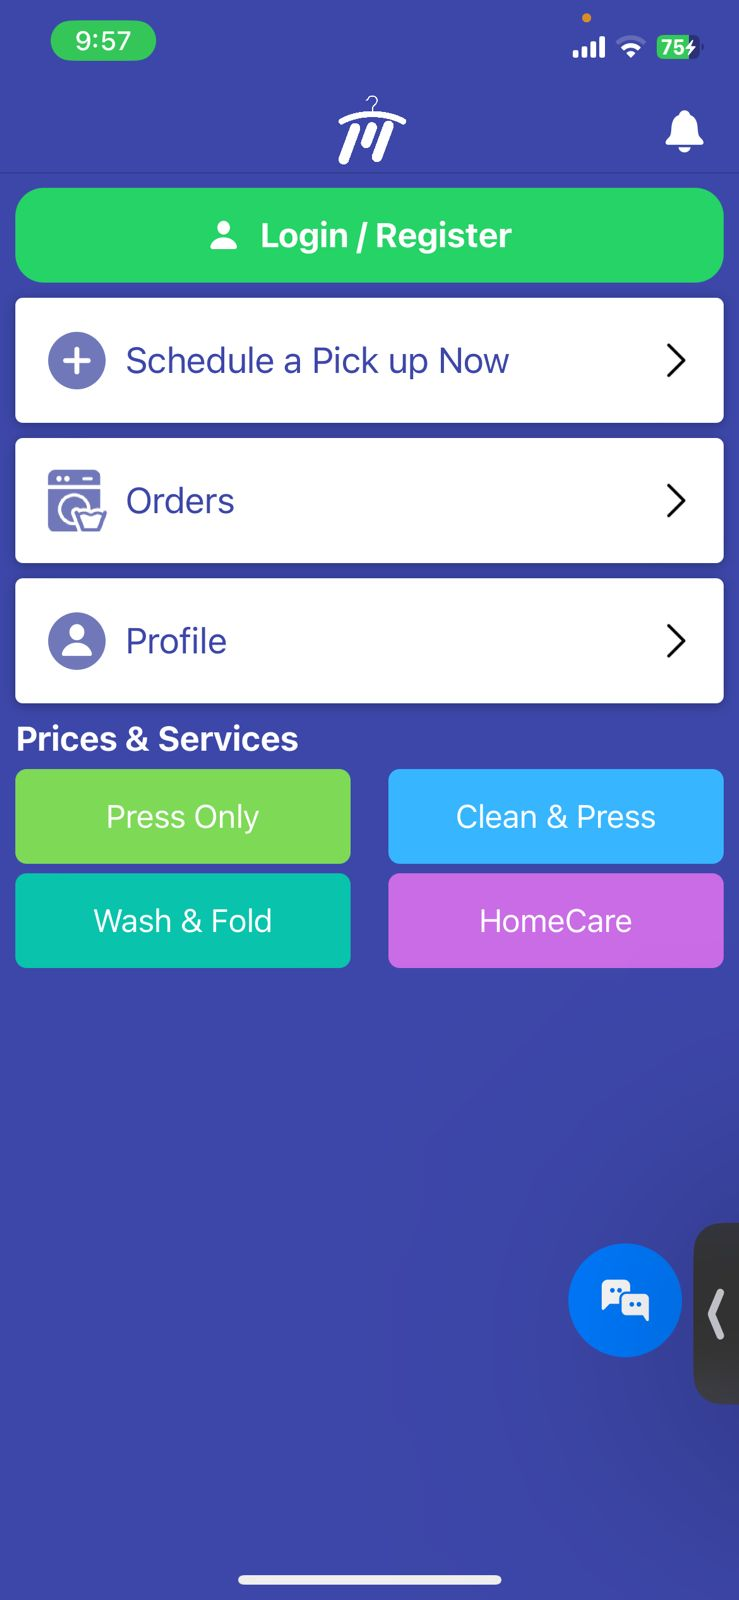 9:57
75
Login / Register
Schedule a Pick up Now
Orders
Profile
Prices & Services
Press Only
Clean & Press
Wash & Fold
HomeCare